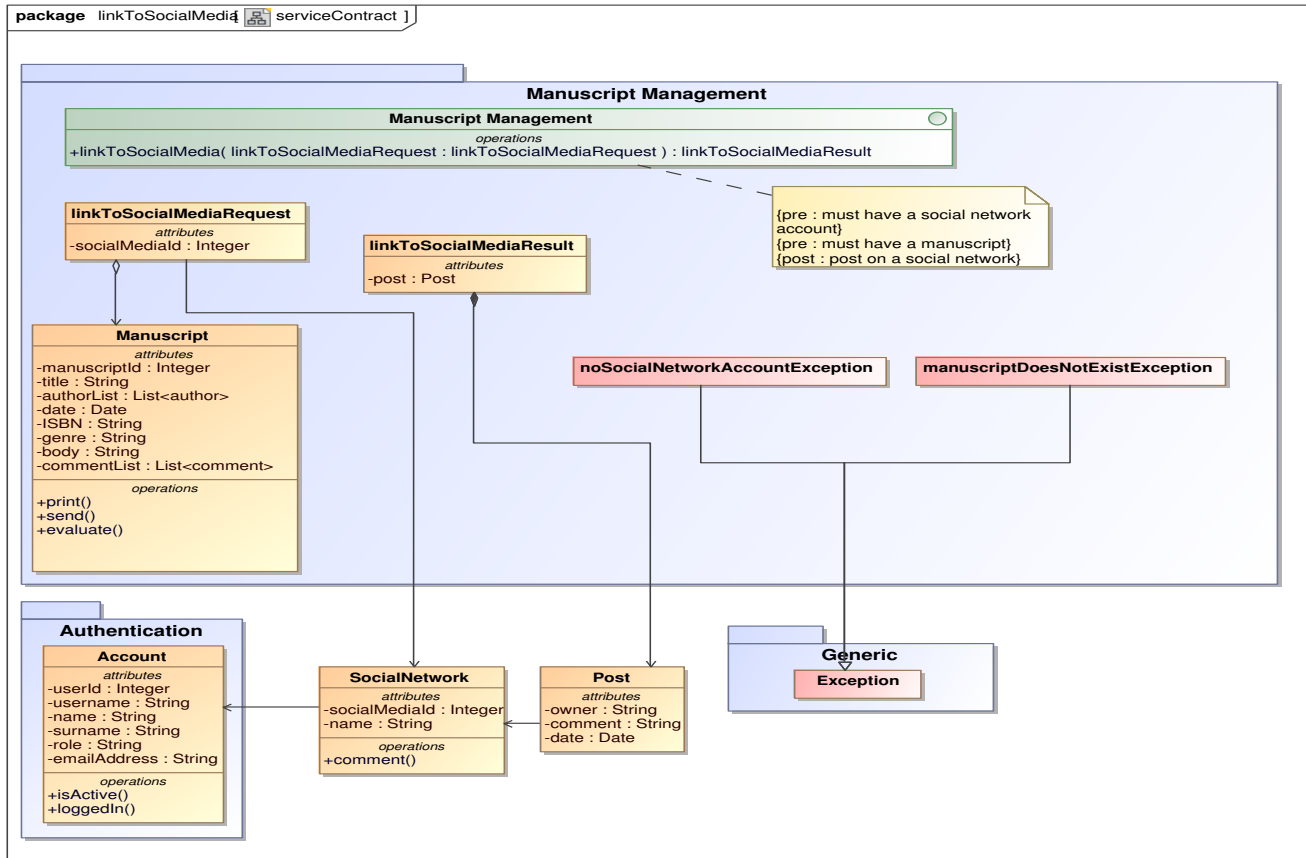 package linkToSocialMedia[ serviceContract ]
Manuscript Management
Manuscript Management
operations
+linkToSocialMedia( linkToSocialMediaRequest : linkToSocialMediaRequest ) : linkToSocialMediaResult
{pre : must have a social network
account}
{pre : must have a manuscript}
{post : post on a social network}
linkToSocialMediaRequest
attributes
-socialMediaId : Integer
linkToSocialMediaResult
attributes
-post : Post
Manuscript
attributes
-manuscriptId : Integer
-title : String
-authorList : List<author>
-date : Date
-ISBN : String
-genre : String
-body : String
-commentList : List<comment>
operations
+print()
+send()
+evaluate()
noSocialNetworkAccountException
manuscriptDoesNotExistException
Authentication
Account
attributes
-userId : Integer
-username : String
-name : String
-surname : String
-role : String
-emailAddress : String
operations
+isActive()
+loggedIn()
SocialNetwork
attributes
-socialMediaId : Integer
-name : String
operations
+comment()
Post
attributes
-owner : String
-comment : String
-date : Date
Generic
Exception